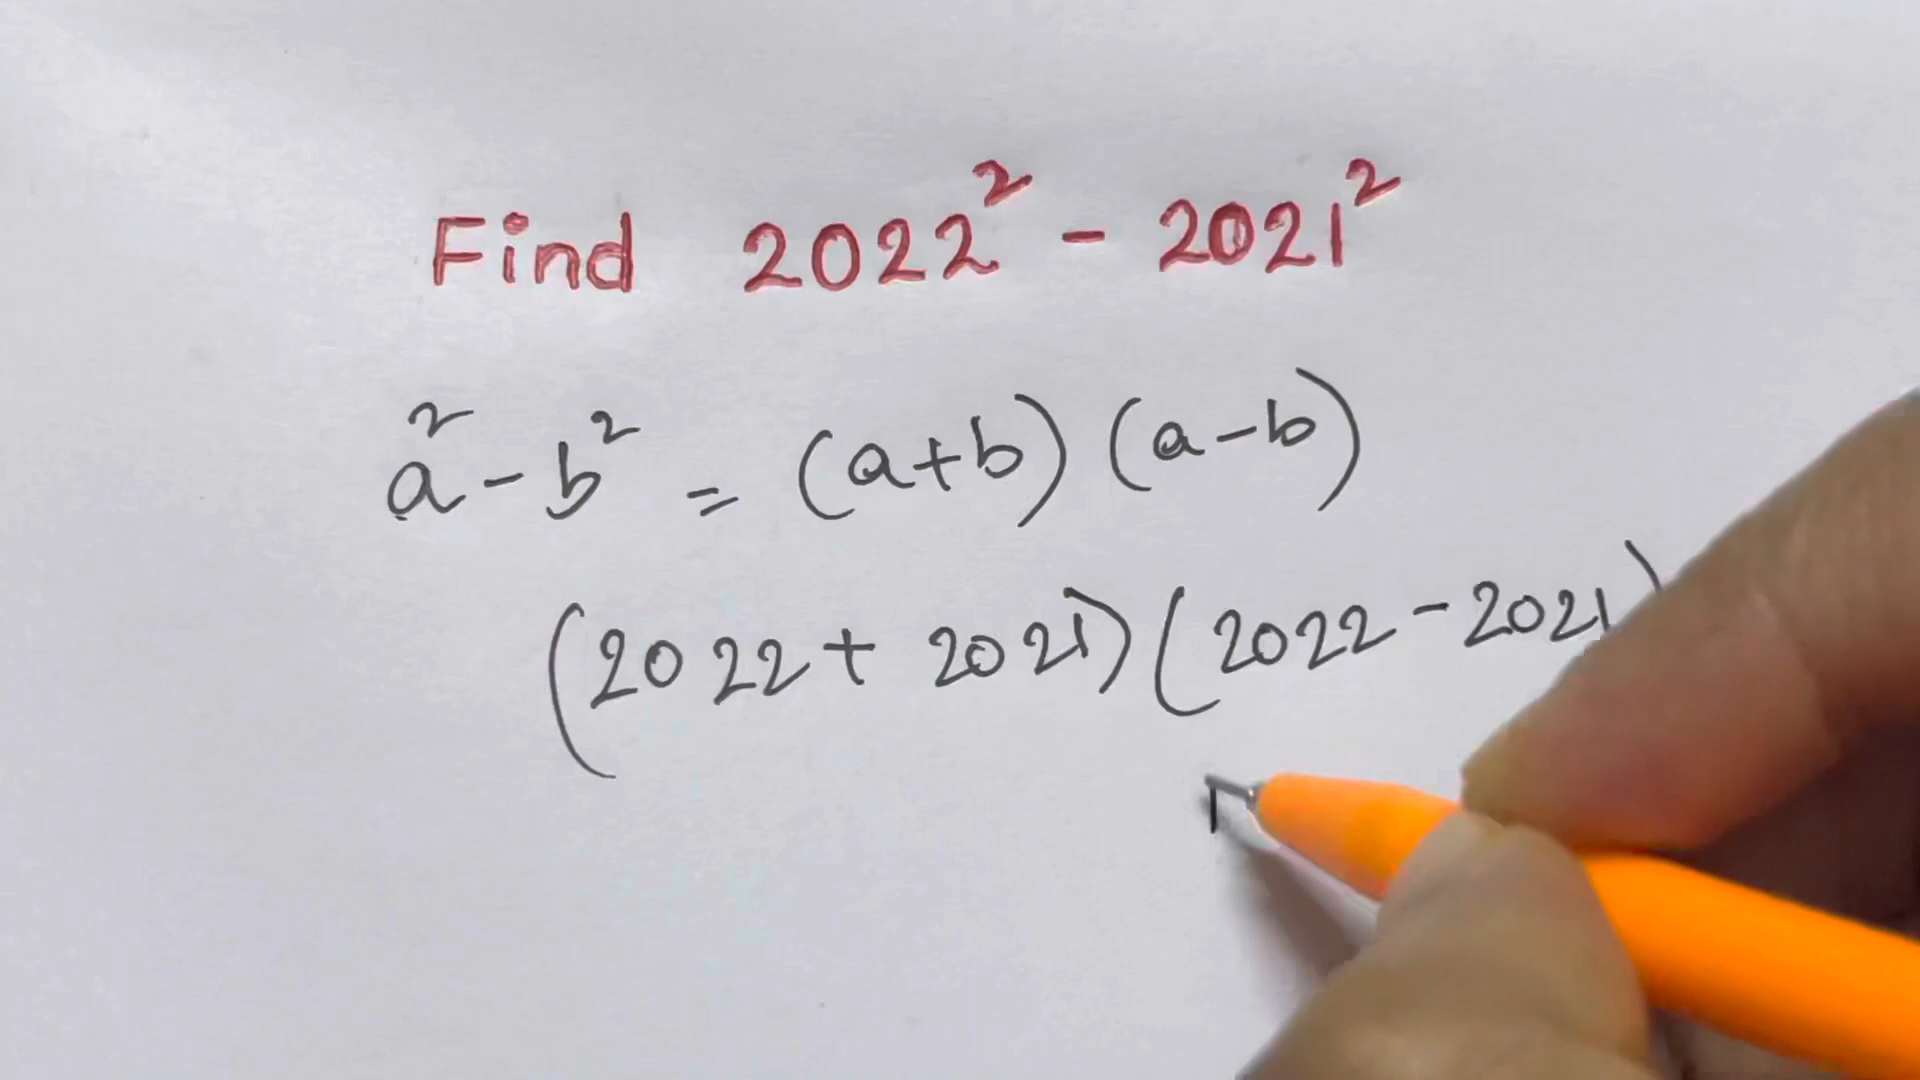 Find 2022² - 2021²
a² - b² = (a+b) (a-b)
(2022 + 2021) (2022 - 2021)